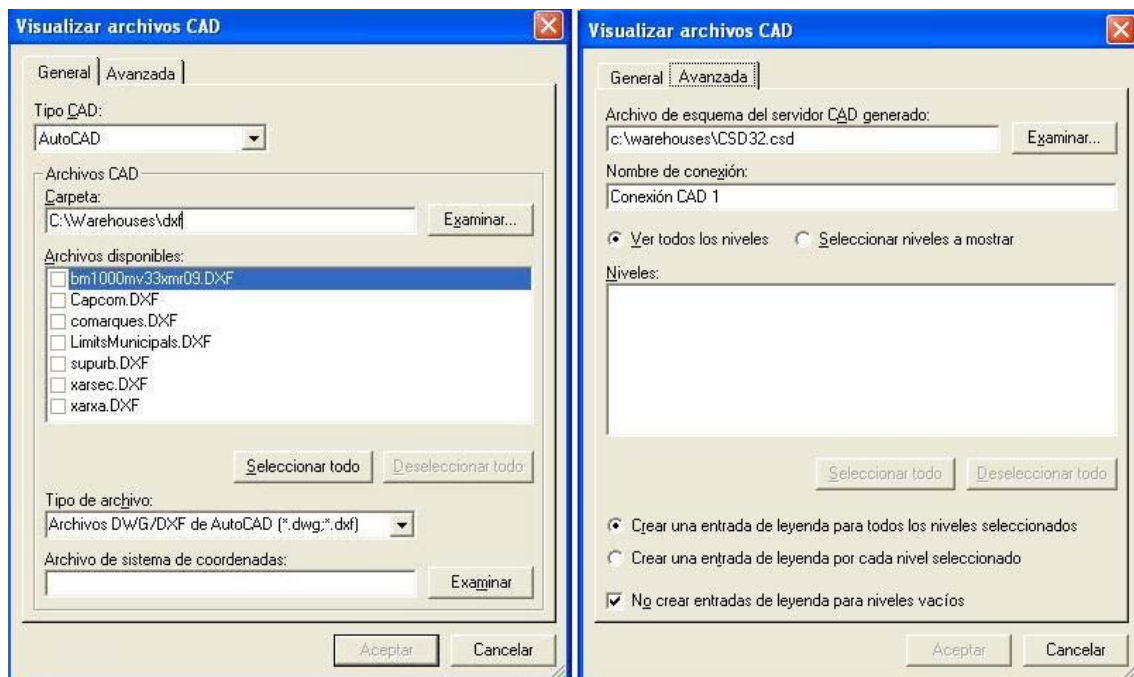 Visualizar archivos CAD
General
Avanzada
Tipo CAD:
AutoCAD
Archivos CAD
Carpeta:
C:\Warehouses\dxf
Examinar...
Archivos disponibles:
bm1000mv33xmr09.DXF
Capcom.DXF
comarques.DXF
LimitsMunicipals.DXF
supurb.DXF
xarsec.DXF
xarxa.DXF
Seleccionar todo
Deseleccionar todo
Tipo de archivo:
Archivos DWG/DXF de AutoCAD (*.dwg;*.dxf)
Archivo de sistema de coordenadas:
Examinar
Aceptar
Cancelar
Visualizar archivos CAD
General
Avanzada
Archivo de esquema del servidor CAD generado:
c:\warehouses\CSD32.csd
Examinar...
Nombre de conexión:
Conexión CAD 1
Ver todos los niveles
Seleccionar niveles a mostrar
Niveles:
Seleccionar todo
Deseleccionar todo
Crear una entrada de leyenda para todos los niveles seleccionados
Crear una entrada de leyenda por cada nivel seleccionado
No crear entradas de leyenda para niveles vacíos
Aceptar
Cancelar